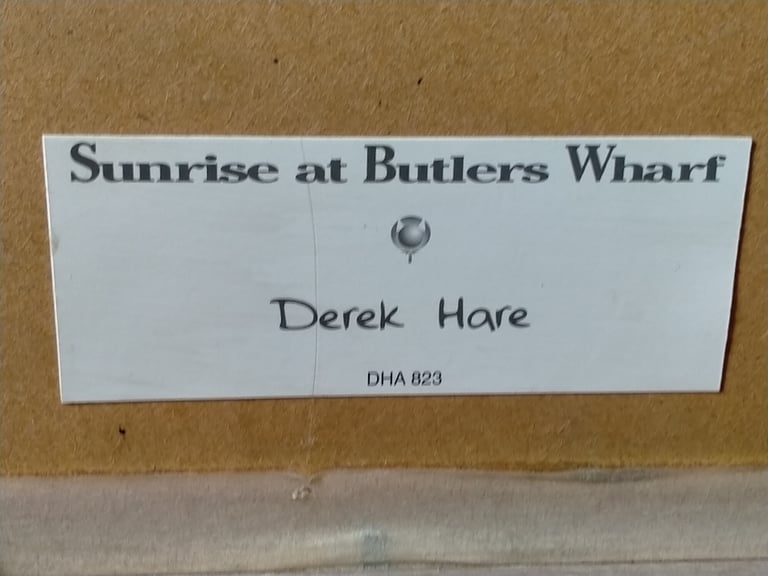 Sunrise at Butlers Wharf
Derek Hare
DHA 823